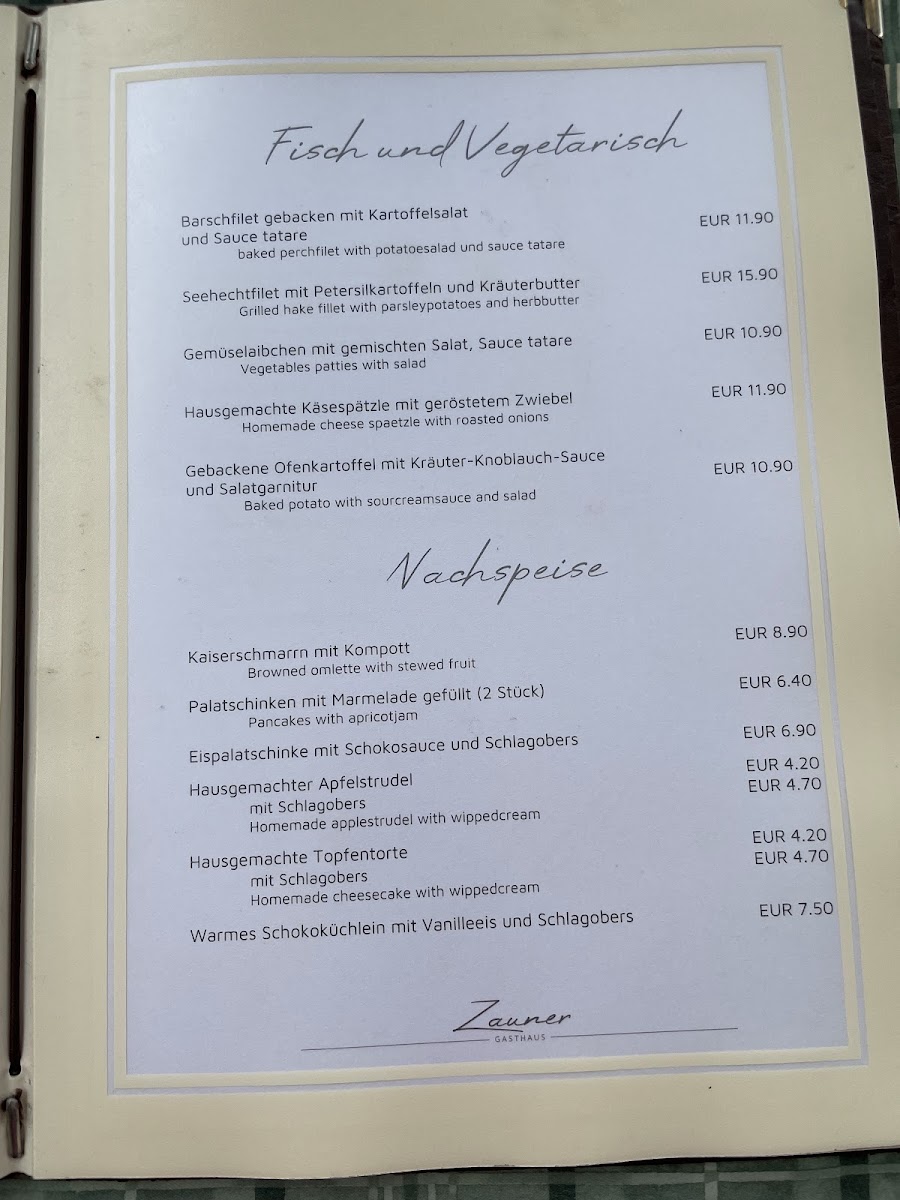 Fisch und Vegetarisch
Barschfilet gebacken mit Kartoffelsalat
und Sauce tatare
EUR 11.90
baked perchfilet with potatoesalad und sauce tatare
Seehechtfilet mit Petersilkartoffeln und Kräuterbutter EUR 15.90
Grilled hake fillet with parsleypotatoes and herbbutter
Gemüselaibchen mit gemischten Salat, Sauce tatare EUR 10.90
Vegetables patties with salad
Hausgemachte Käsespätzle mit geröstetem Zwiebel EUR 11.90
Homemade cheese spaetzle with roasted onions
Gebackene Ofenkartoffel mit Kräuter-Knoblauch-Sauce
und Salatgarnitur
EUR 10.90
Baked potato with sourcreamsauce and salad
Nachspeise
Kaiserschmarrn mit Kompott EUR 8.90
Browned omlette with stewed fruit
Palatschinken mit Marmelade gefüllt (2 Stück) EUR 6.40
Pancakes with apricotjam
Eispalatschinke mit Schokosauce und Schlagobers EUR 6.90
Hausgemachter Apfelstrudel EUR 4.20
mit Schlagobers EUR 4.70
Homemade applestrudel with wippedcream
Hausgemachte Topfentorte EUR 4.20
mit Schlagobers EUR 4.70
Homemade cheesecake with wippedcream
Warmes Schokoküchlein mit Vanilleeis und Schlagobers EUR 7.50
Zauner
GASTHAUS